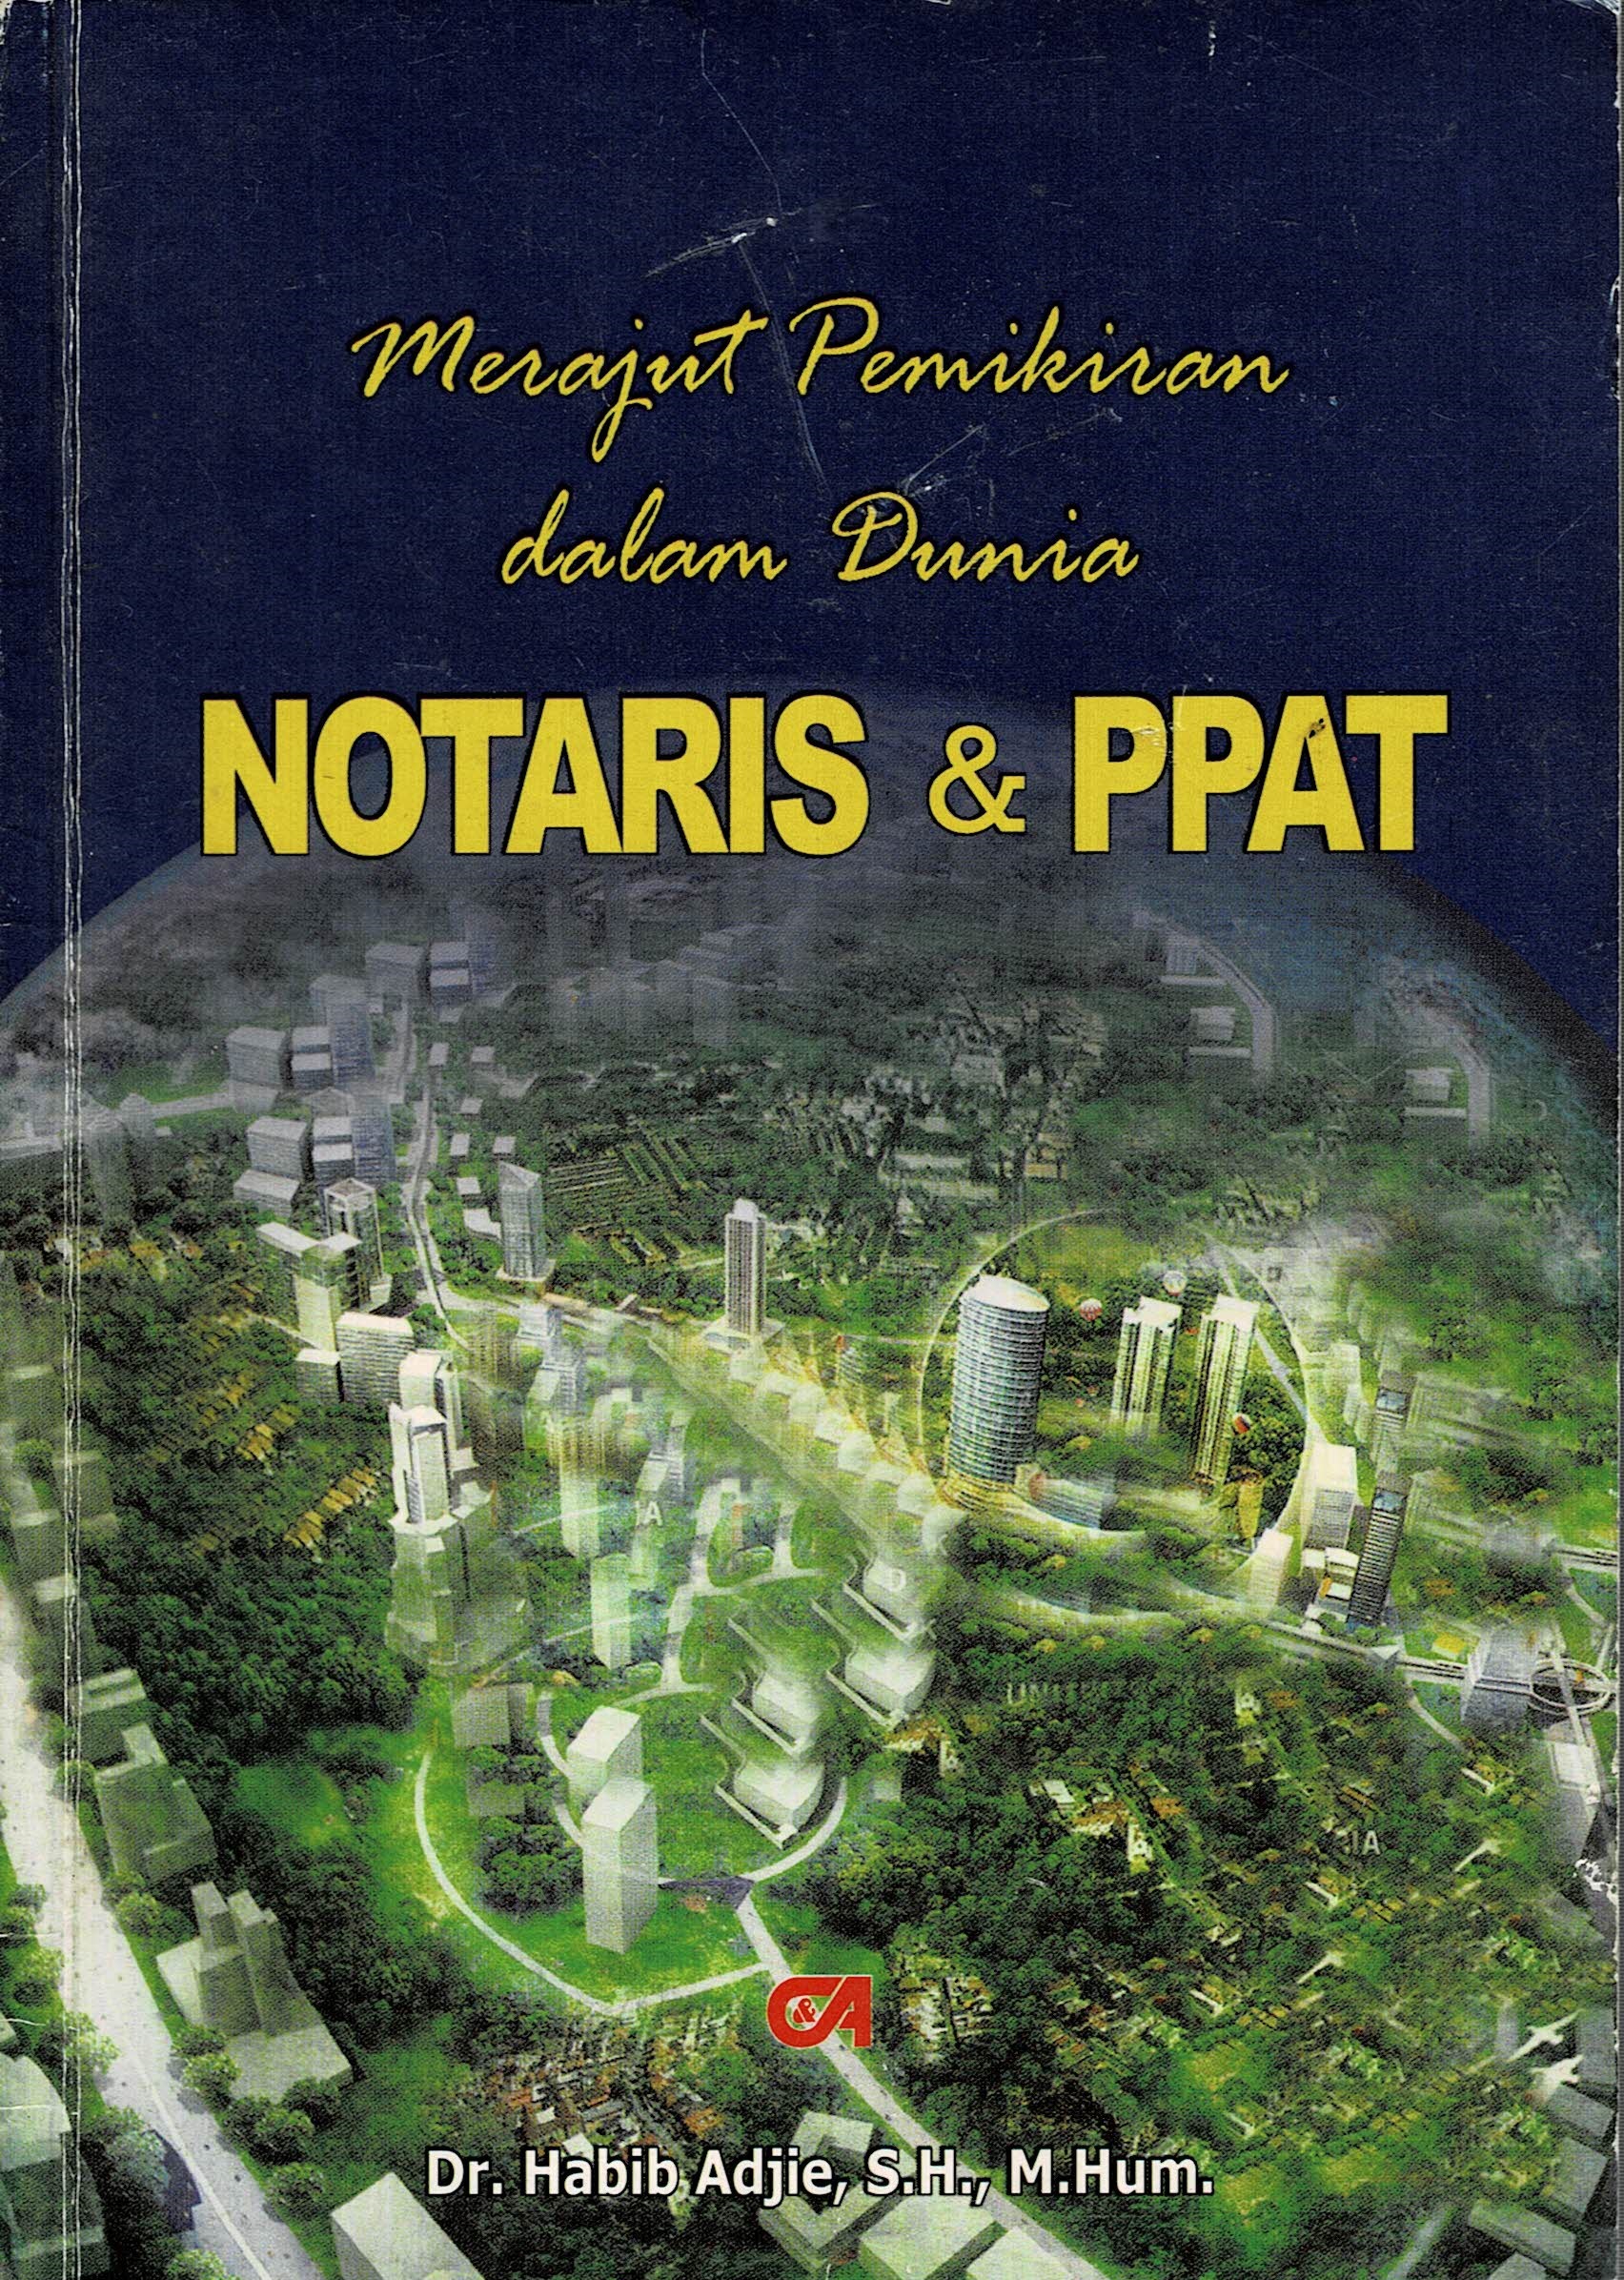 Merajut Pemikiran
dalam Dunia
NOTARIS & PPAT
C&A
Dr. Habib Adjie, S.H., M.Hum.